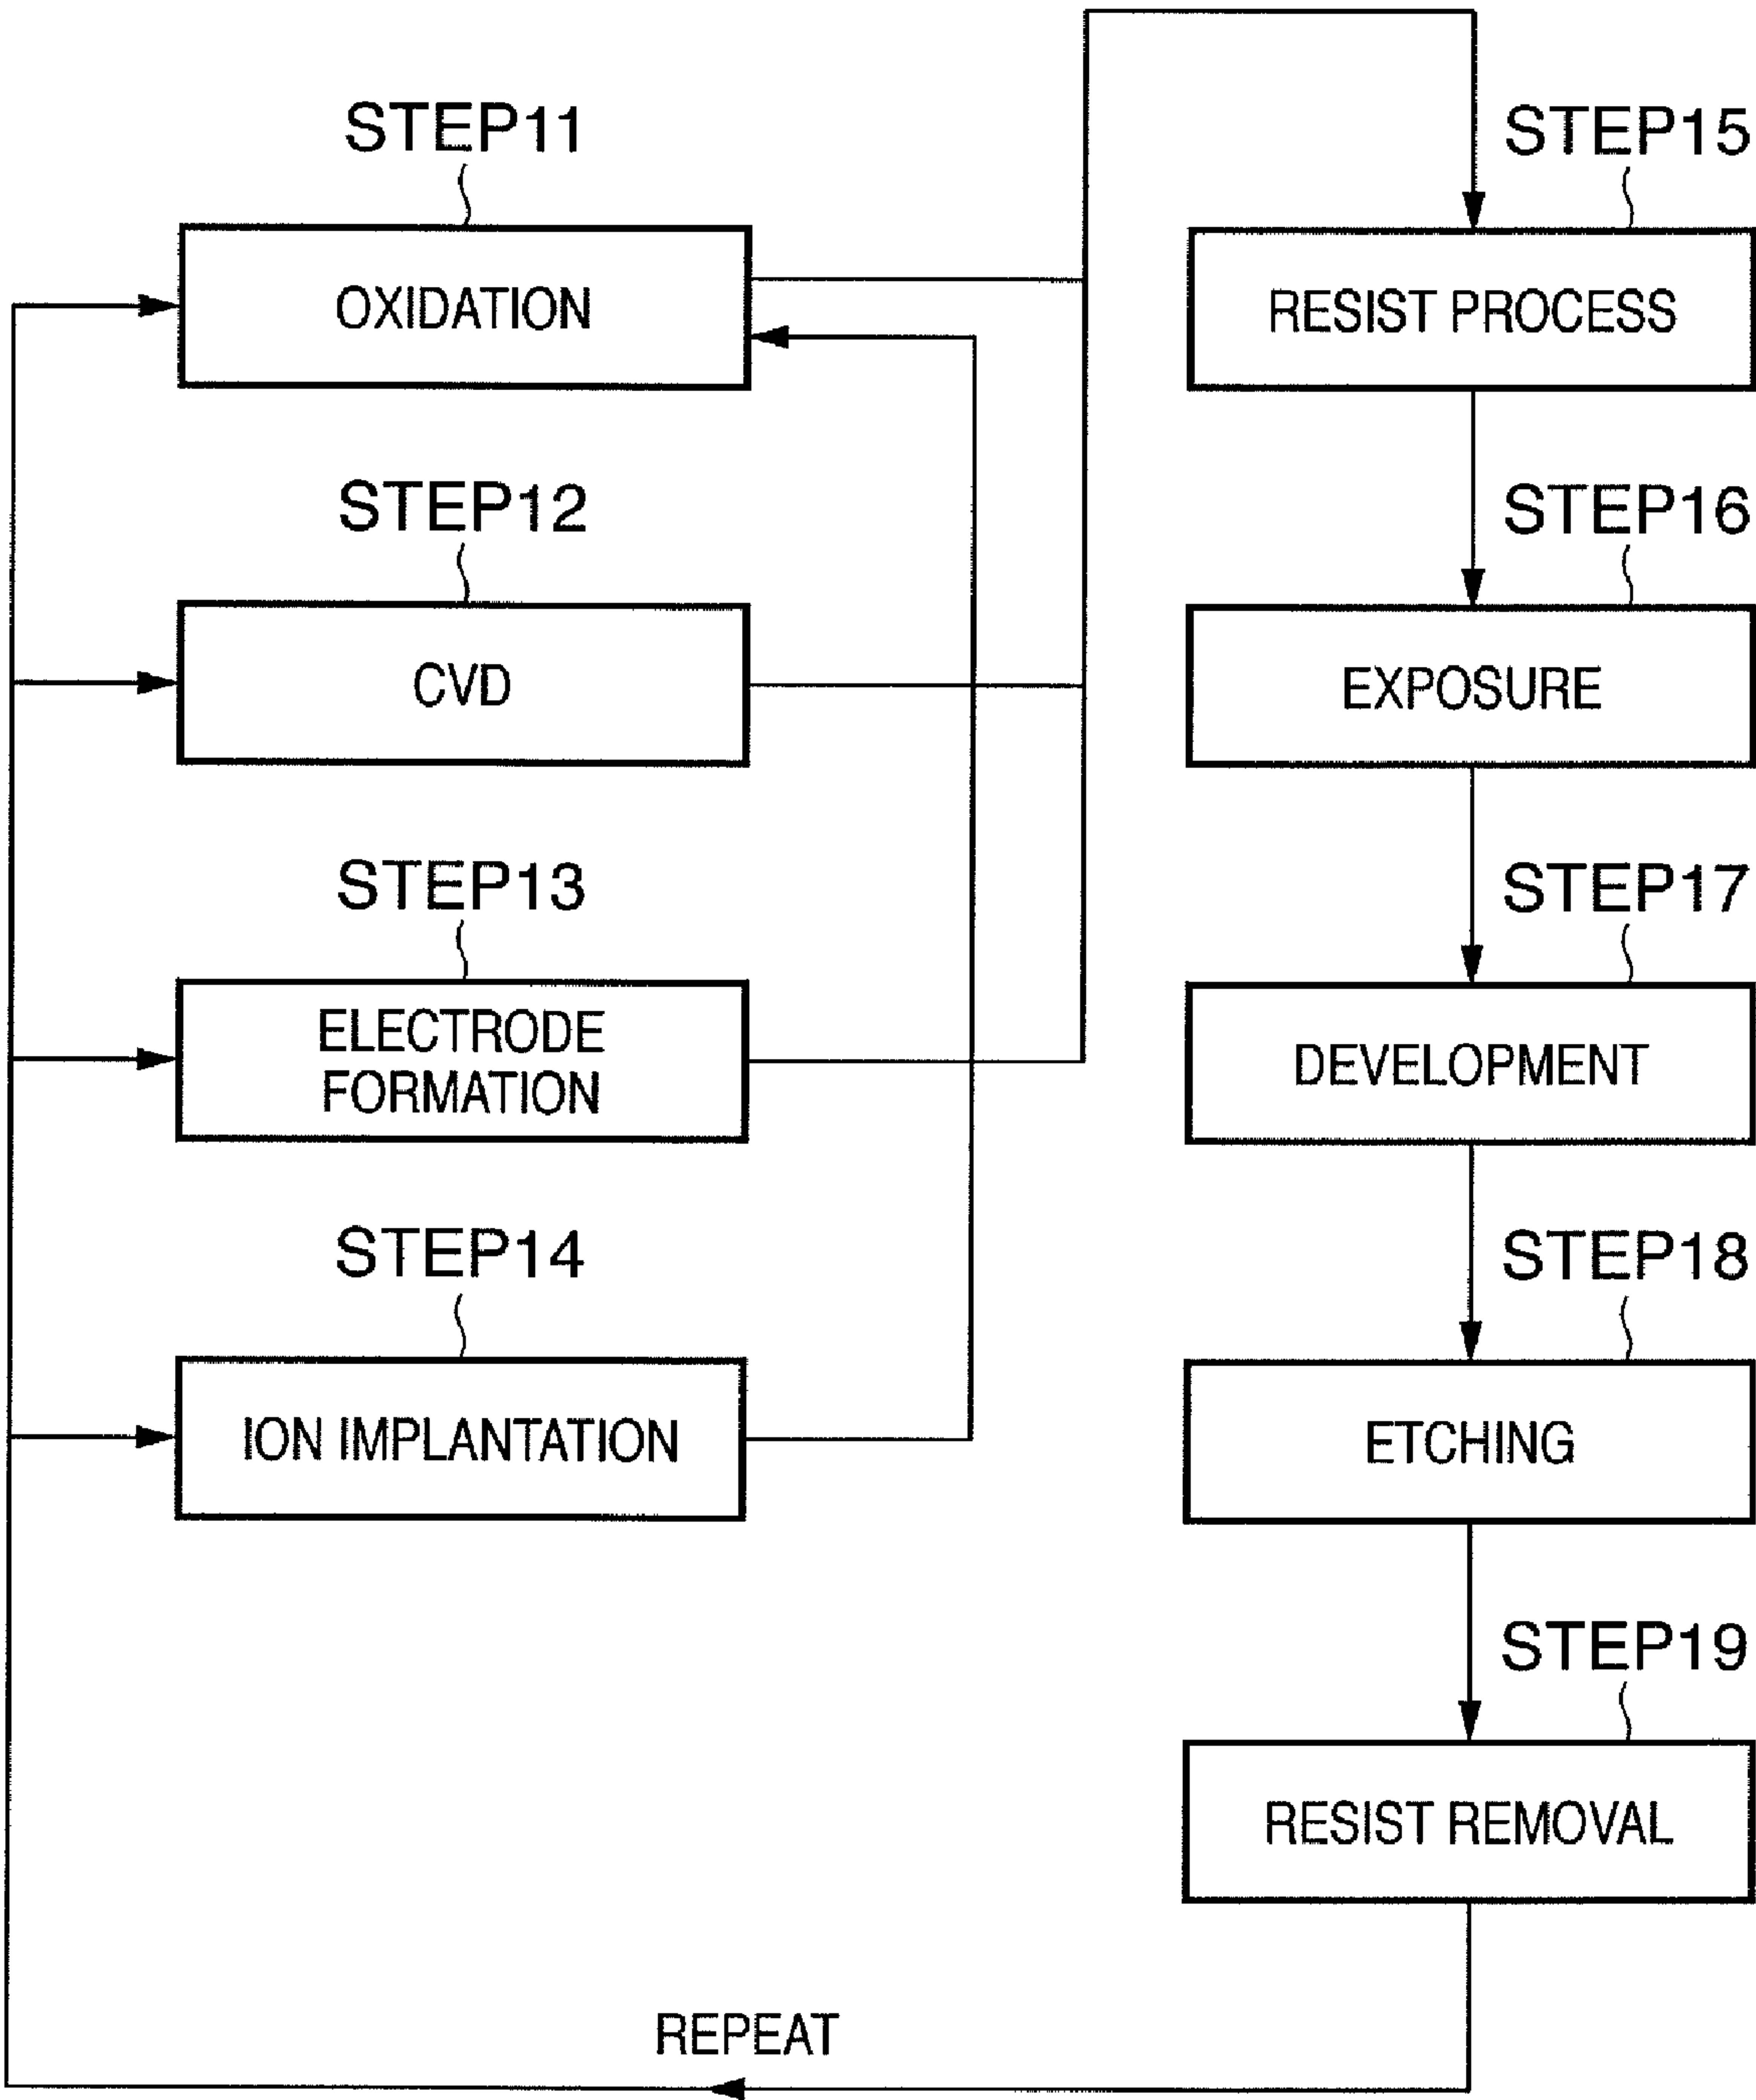 STEP11
OXIDATION
STEP12
CVD
STEP13
ELECTRODE
FORMATION
STEP14
ION IMPLANTATION
STEP15
RESIST PROCESS
STEP16
EXPOSURE
STEP17
DEVELOPMENT
STEP18
ETCHING
STEP19
RESIST REMOVAL
REPEAT